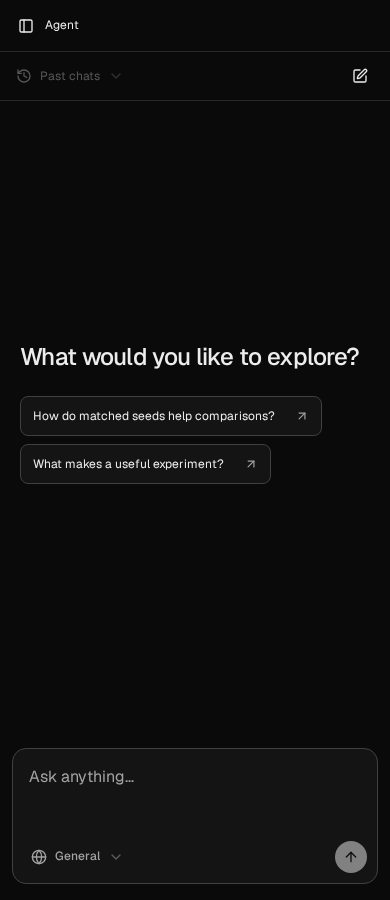 Agent
Past chats
What would you like to explore?
How do matched seeds help comparisons?
What makes a useful experiment?
Ask anything...
General